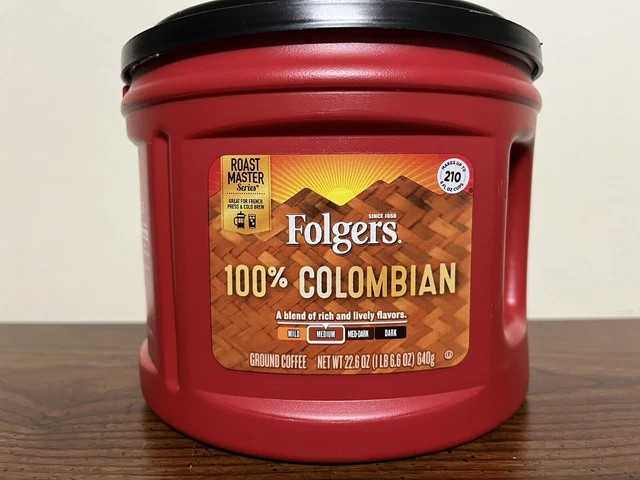 ROAST
MASTER
Series
GREAT FOR FRENCH
PRESS & COLD BREW
MAKES UP TO
210
6 FL OZ CUPS
SINCE 1850
Folgers®
100% COLOMBIAN
A blend of rich and lively flavors.
MILD MEDIUM MED-DARK DARK
GROUND COFFEE NET WT 22.6 OZ (1 LB 6.6 OZ) 640g U